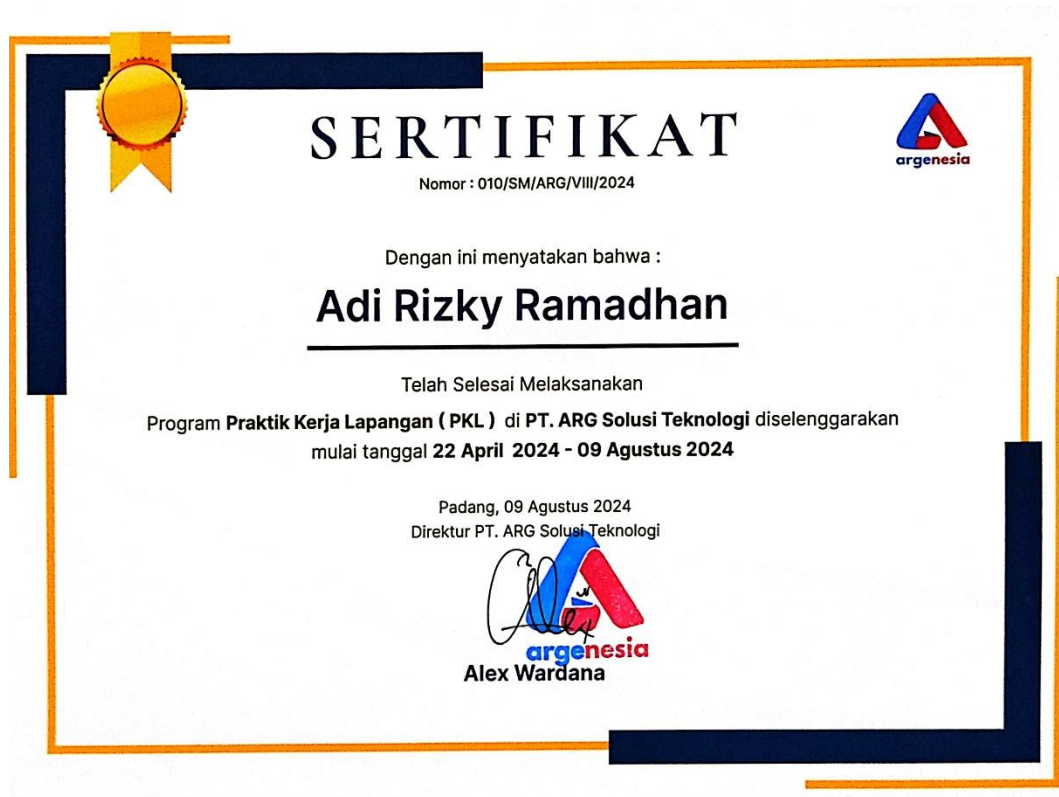 SERTIFIKAT
argenesia
Nomor : 010/SM/ARG/VIII/2024
Dengan ini menyatakan bahwa :
Adi Rizky Ramadhan
Telah Selesai Melaksanakan
Program Praktik Kerja Lapangan ( PKL ) di PT. ARG Solusi Teknologi diselenggarakan
mulai tanggal 22 April 2024 - 09 Agustus 2024
Padang, 09 Agustus 2024
Direktur PT. ARG Solusi Teknologi
argenesia
Alex Wardana